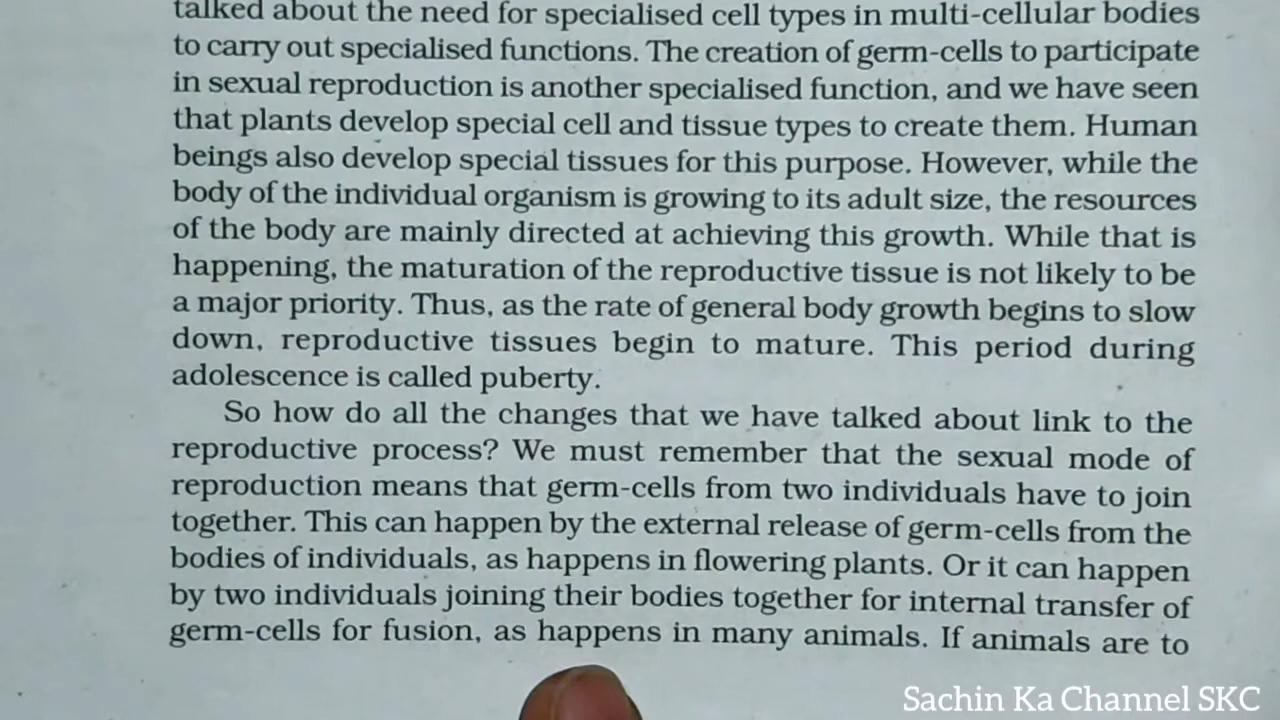 talked about the need for specialised cell types in multi-cellular bodies
to carry out specialised functions. The creation of germ-cells to participate
in sexual reproduction is another specialised function, and we have seen
that plants develop special cell and tissue types to create them. Human
beings also develop special tissues for this purpose. However, while the
body of the individual organism is growing to its adult size, the resources
of the body are mainly directed at achieving this growth. While that is
happening, the maturation of the reproductive tissue is not likely to be
a major priority. Thus, as the rate of general body growth begins to slow
down, reproductive tissues begin to mature. This period during
adolescence is called puberty.
So how do all the changes that we have talked about link to the
reproductive process? We must remember that the sexual mode of
reproduction means that germ-cells from two individuals have to join
together. This can happen by the external release of germ-cells from the
bodies of individuals, as happens in flowering plants. Or it can happen
by two individuals joining their bodies together for internal transfer of
germ-cells for fusion, as happens in many animals. If animals are to
Sachin Ka Channel SKC